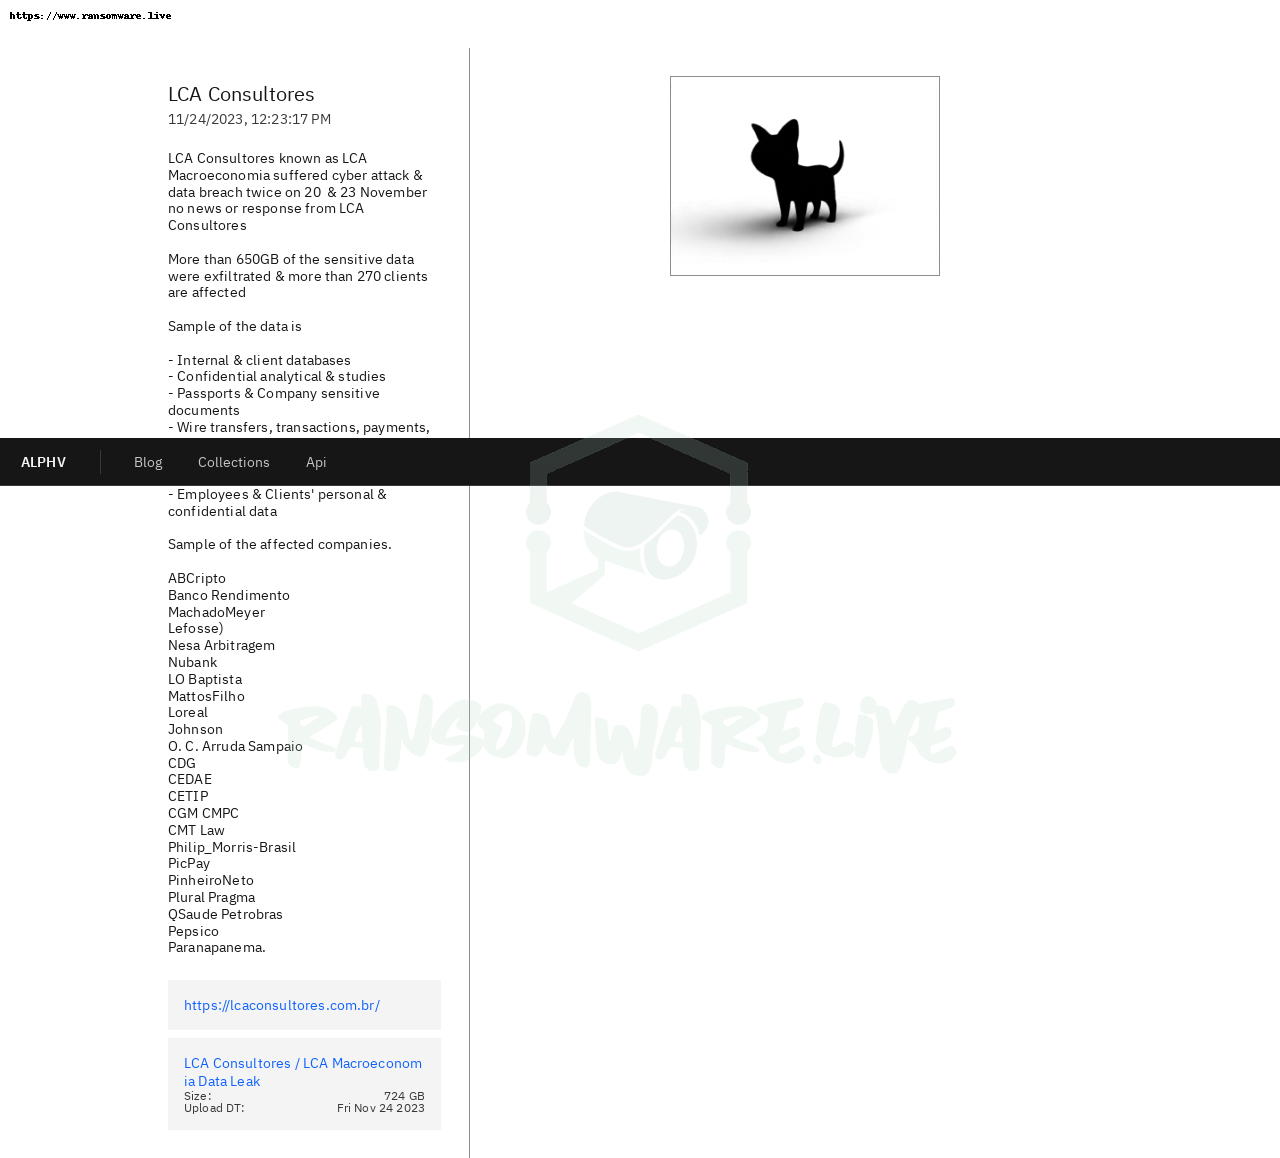 https://www.ransomware.live
LCA Consultores
11/24/2023, 12:23:17 PM
LCA Consultores known as LCA
Macroeconomia suffered cyber attack &
data breach twice on 20 & 23 November
no news or response from LCA
Consultores
More than 650GB of the sensitive data
were exfiltrated & more than 270 clients
are affected
Sample of the data is
- Internal & client databases
- Confidential analytical & studies
- Passports & Company sensitive
documents
- Wire transfers, transactions, payments,
ALPHV Blog Collections Api
- Employees & Clients' personal &
confidential data
Sample of the affected companies.
ABCripto
Banco Rendimento
MachadoMeyer
Lefosse)
Nesa Arbitragem
Nubank
LO Baptista
MattosFilho
Loreal
Johnson
O. C. Arruda Sampaio
CDG
CEDAE
CETIP
CGM CMPC
CMT Law
Philip_Morris-Brasil
PicPay
PinheiroNeto
Plural Pragma
QSaude Petrobras
Pepsico
Paranapanema.
RANSOMWARE.LIVE
https://lcaconsultores.com.br/
LCA Consultores / LCA Macroeconom
ia Data Leak
Size: 724 GB
Upload DT: Fri Nov 24 2023